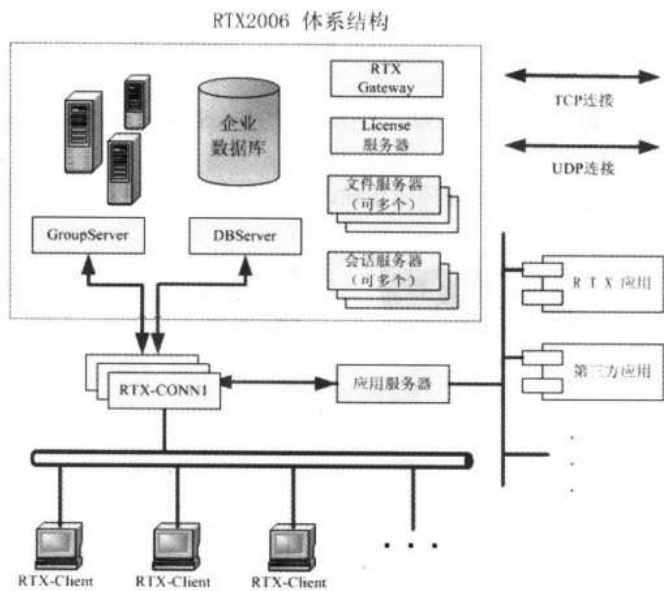 RTX2006 体系结构
企业
数据库
RTX
Gateway
License
服务器
文件服务器
（可多个）
会话服务器
（可多个）
GroupServer
DBServer
TCP连接
UDP连接
RTX 应用
第三方应用
RTX-CONN1
应用服务器
RTX-Client
RTX-Client
RTX-Client